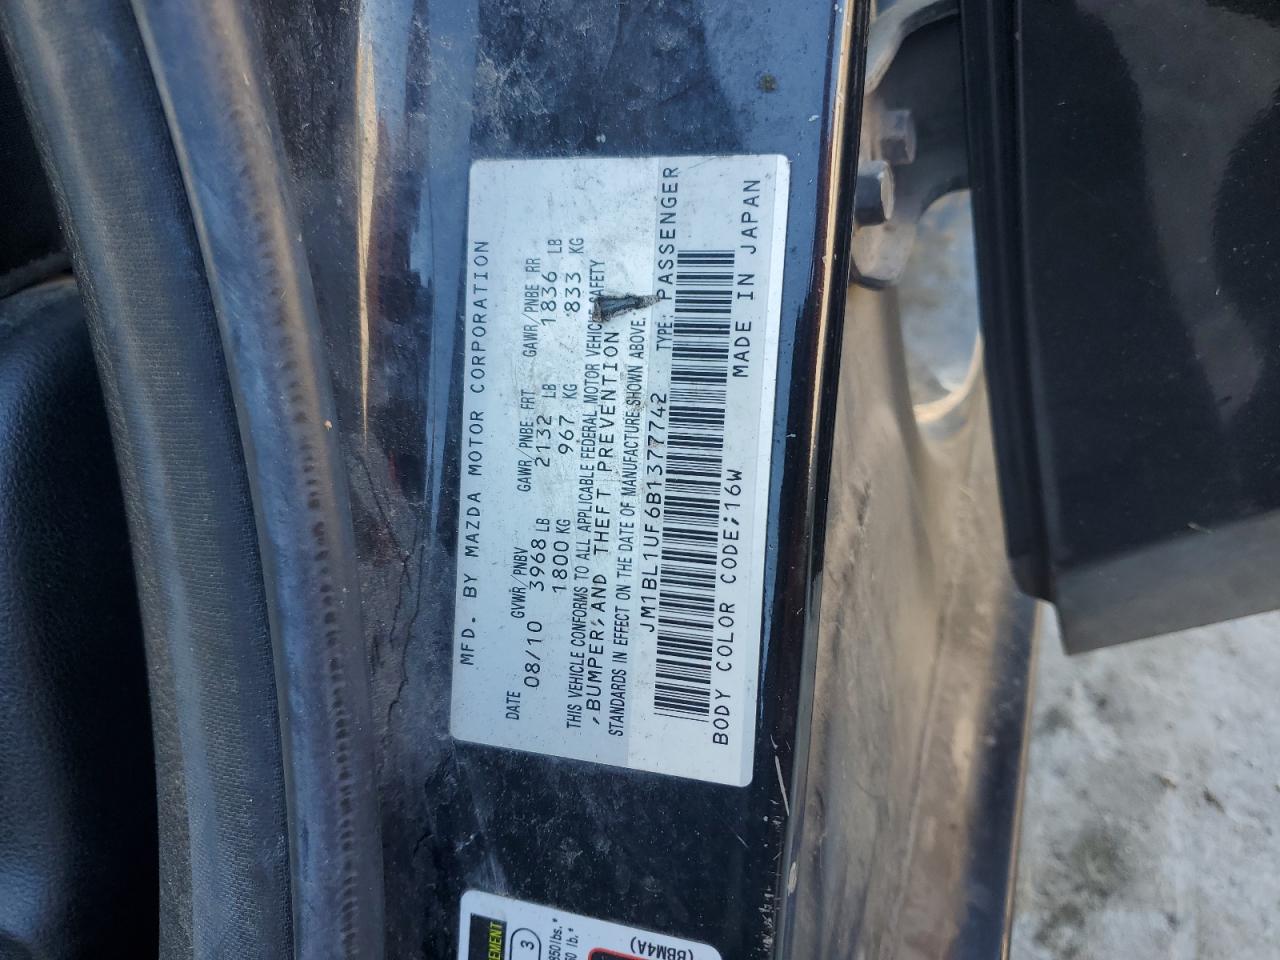 MFD. BY MAZDA MOTOR CORPORATION
DATE GVWR/PNBV GAWR/PNBE FRT GAWR/PNBE RR
08/10 3968 LB 2132 LB 1836 LB
1800 KG 967 KG 833 KG
THIS VEHICLE CONFORMS TO ALL APPLICABLE FEDERAL MOTOR VEHICLE SAFETY
,BUMPER,AND THEFT PREVENTION
STANDARDS IN EFFECT ON THE DATE OF MANUFACTURE SHOWN ABOVE.
JM1BL1UF6B1377742 TYPE: PASSENGER
BODY COLOR CODE;16W MADE IN JAPAN
3
(BBM4A)